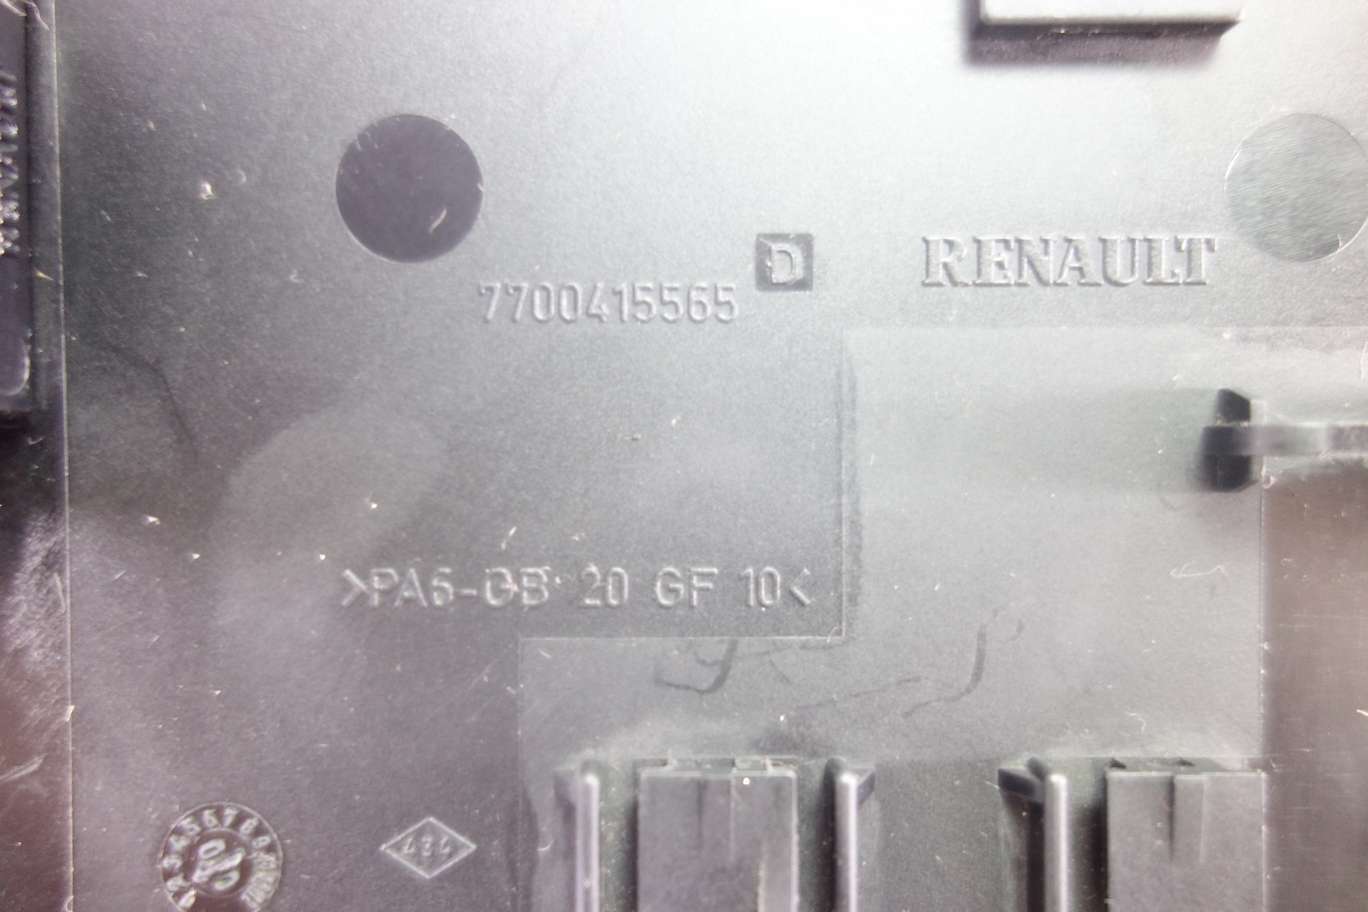 D
RENAULT
7700415565
>PA6-GB 20 GF 10<